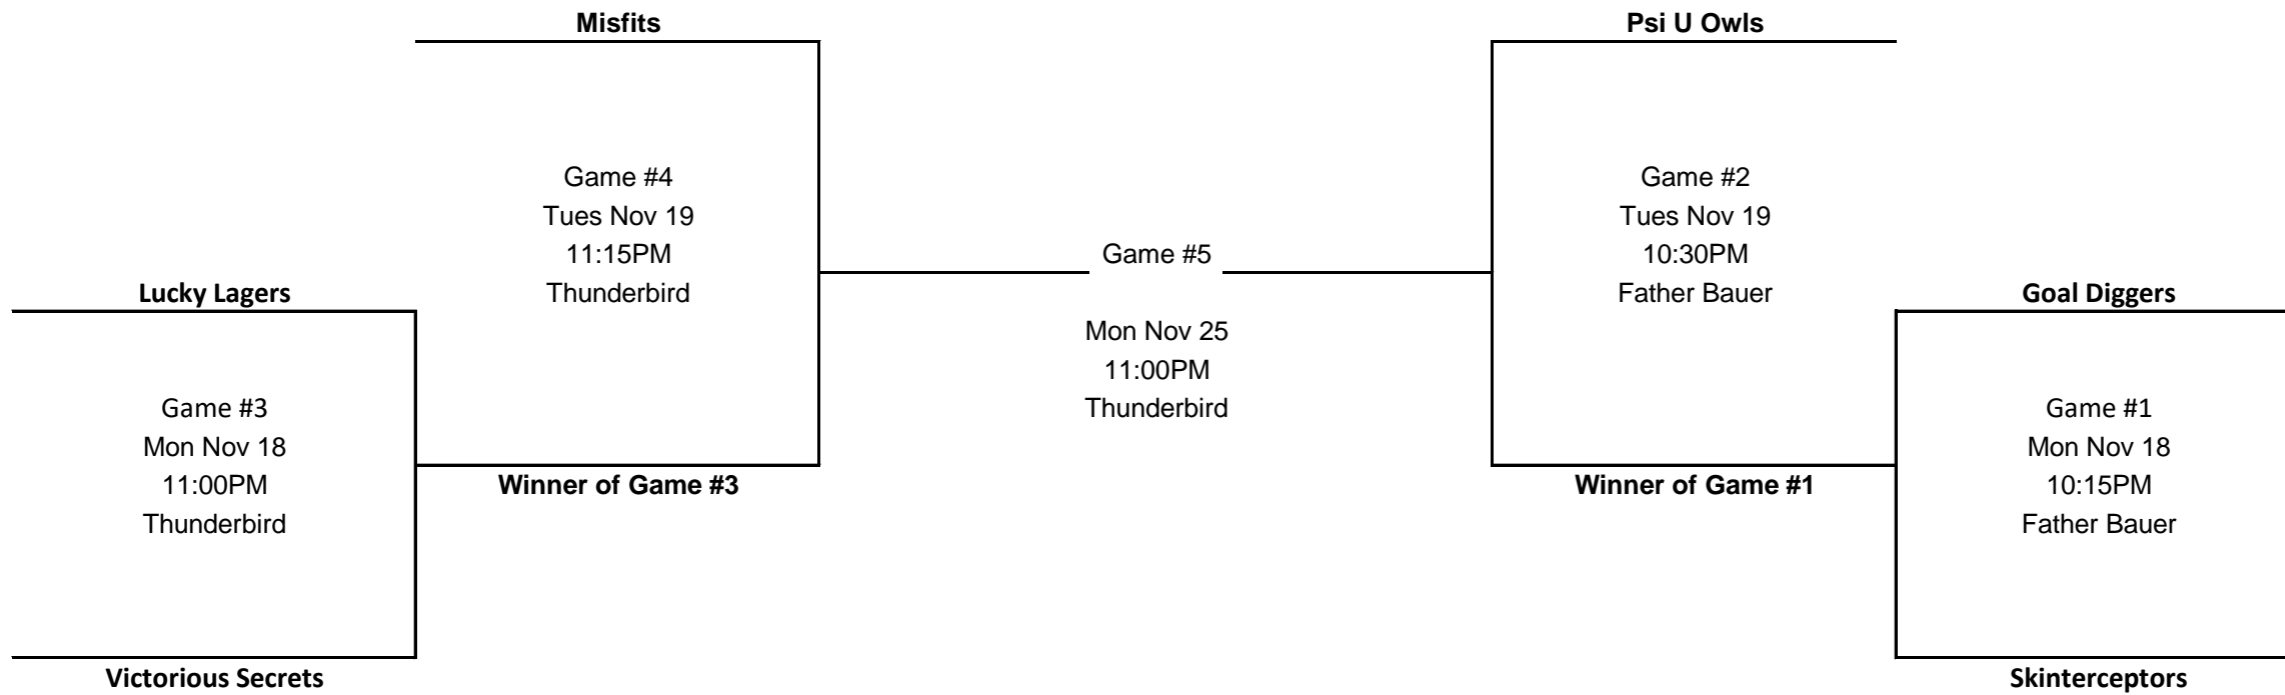 Misfits
Psi U Owls
Game #4
Tues Nov 19
11:15PM
Thunderbird
Game #2
Tues Nov 19
10:30PM
Father Bauer
Game #5
Mon Nov 25
11:00PM
Thunderbird
Lucky Lagers
Goal Diggers
Game #3
Mon Nov 18
11:00PM
Thunderbird
Game #1
Mon Nov 18
10:15PM
Father Bauer
Winner of Game #3
Winner of Game #1
Victorious Secrets
Skinterceptors